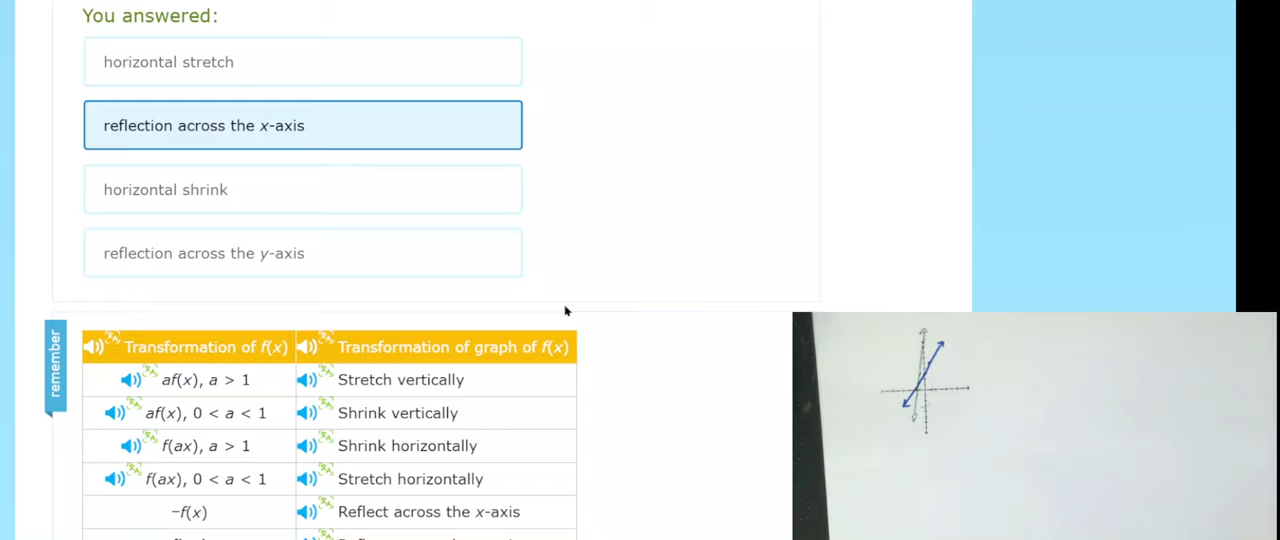 You answered:
horizontal stretch
reflection across the x-axis
horizontal shrink
reflection across the y-axis
remember
Transformation of f(x) Transformation of graph of f(x)
af(x), a > 1 Stretch vertically
af(x), 0 < a < 1 Shrink vertically
f(ax), a > 1 Shrink horizontally
f(ax), 0 < a < 1 Stretch horizontally
−f(x) Reflect across the x-axis